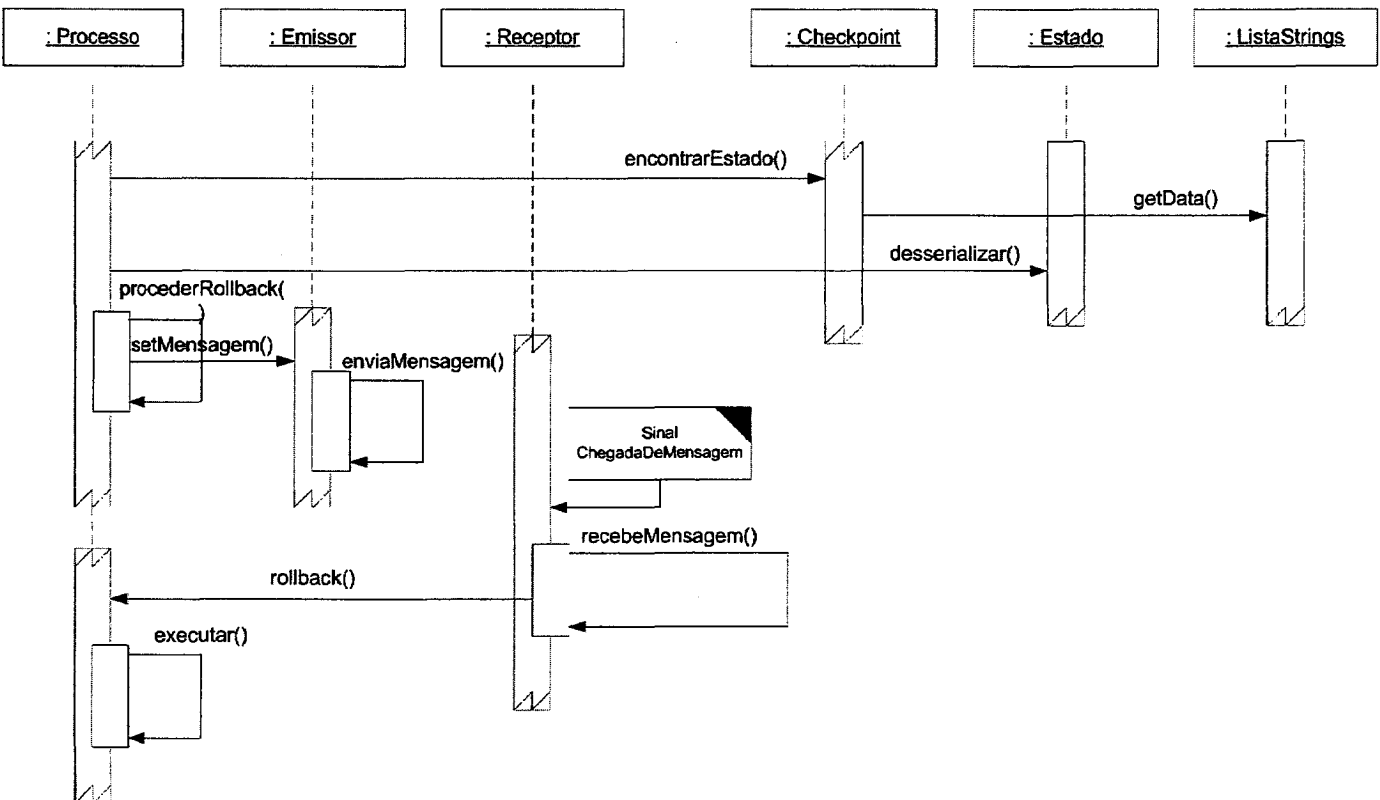 : Processo
: Emissor
: Receptor
: Checkpoint
: Estado
: ListaStrings
encontrarEstado()
getData()
desserializar()
procederRollback(
)
setMensagem()
enviaMensagem()
Sinal
ChegadaDeMensagem
recebeMensagem()
rollback()
executar()